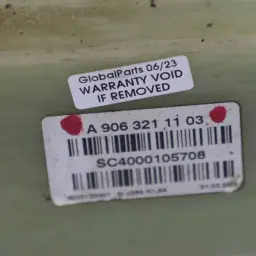 GlobalParts 06/23
WARRANTY VOID
IF REMOVED
A 906 321 11 03
SC4000105708